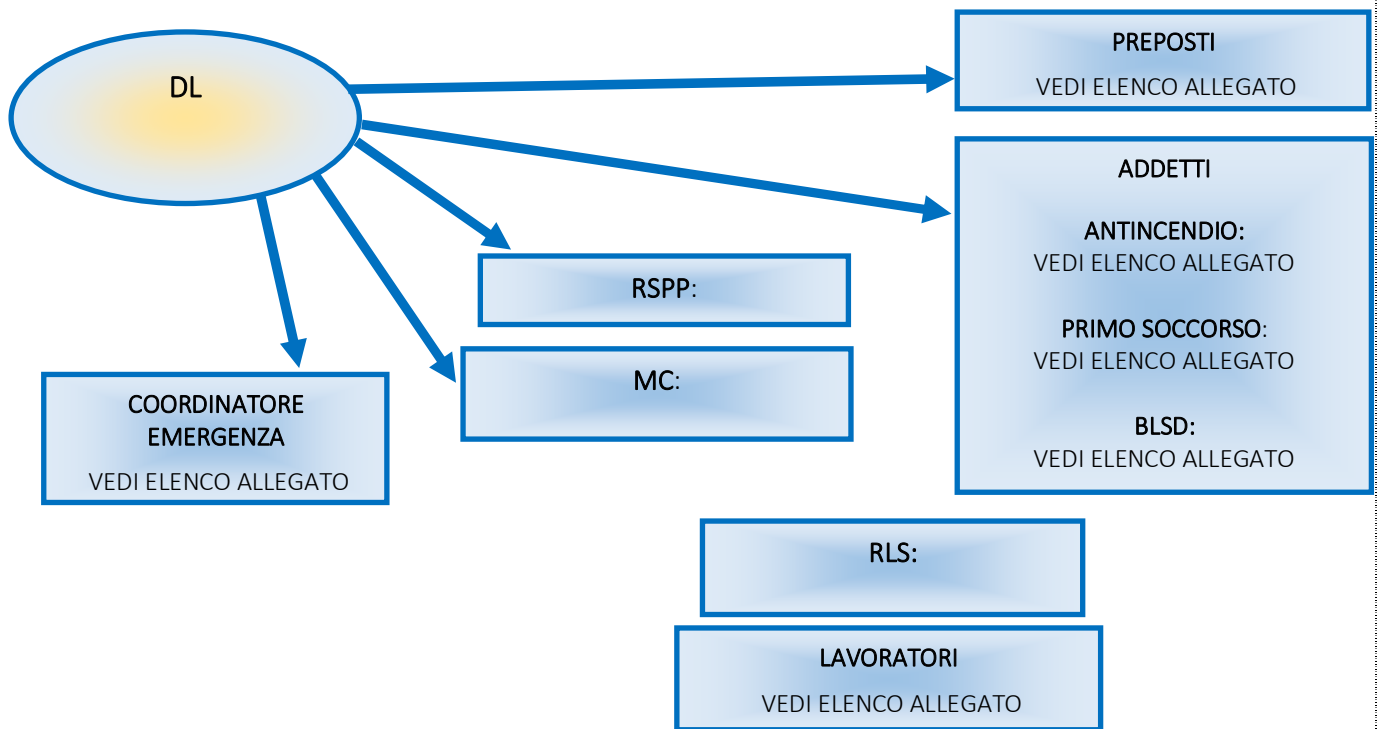 DL
PREPOSTI
VEDI ELENCO ALLEGATO
ADDETTI
ANTINCENDIO:
VEDI ELENCO ALLEGATO
PRIMO SOCCORSO:
VEDI ELENCO ALLEGATO
BLSD:
VEDI ELENCO ALLEGATO
RSPP:
MC:
COORDINATORE
EMERGENZA
VEDI ELENCO ALLEGATO
RLS:
LAVORATORI
VEDI ELENCO ALLEGATO